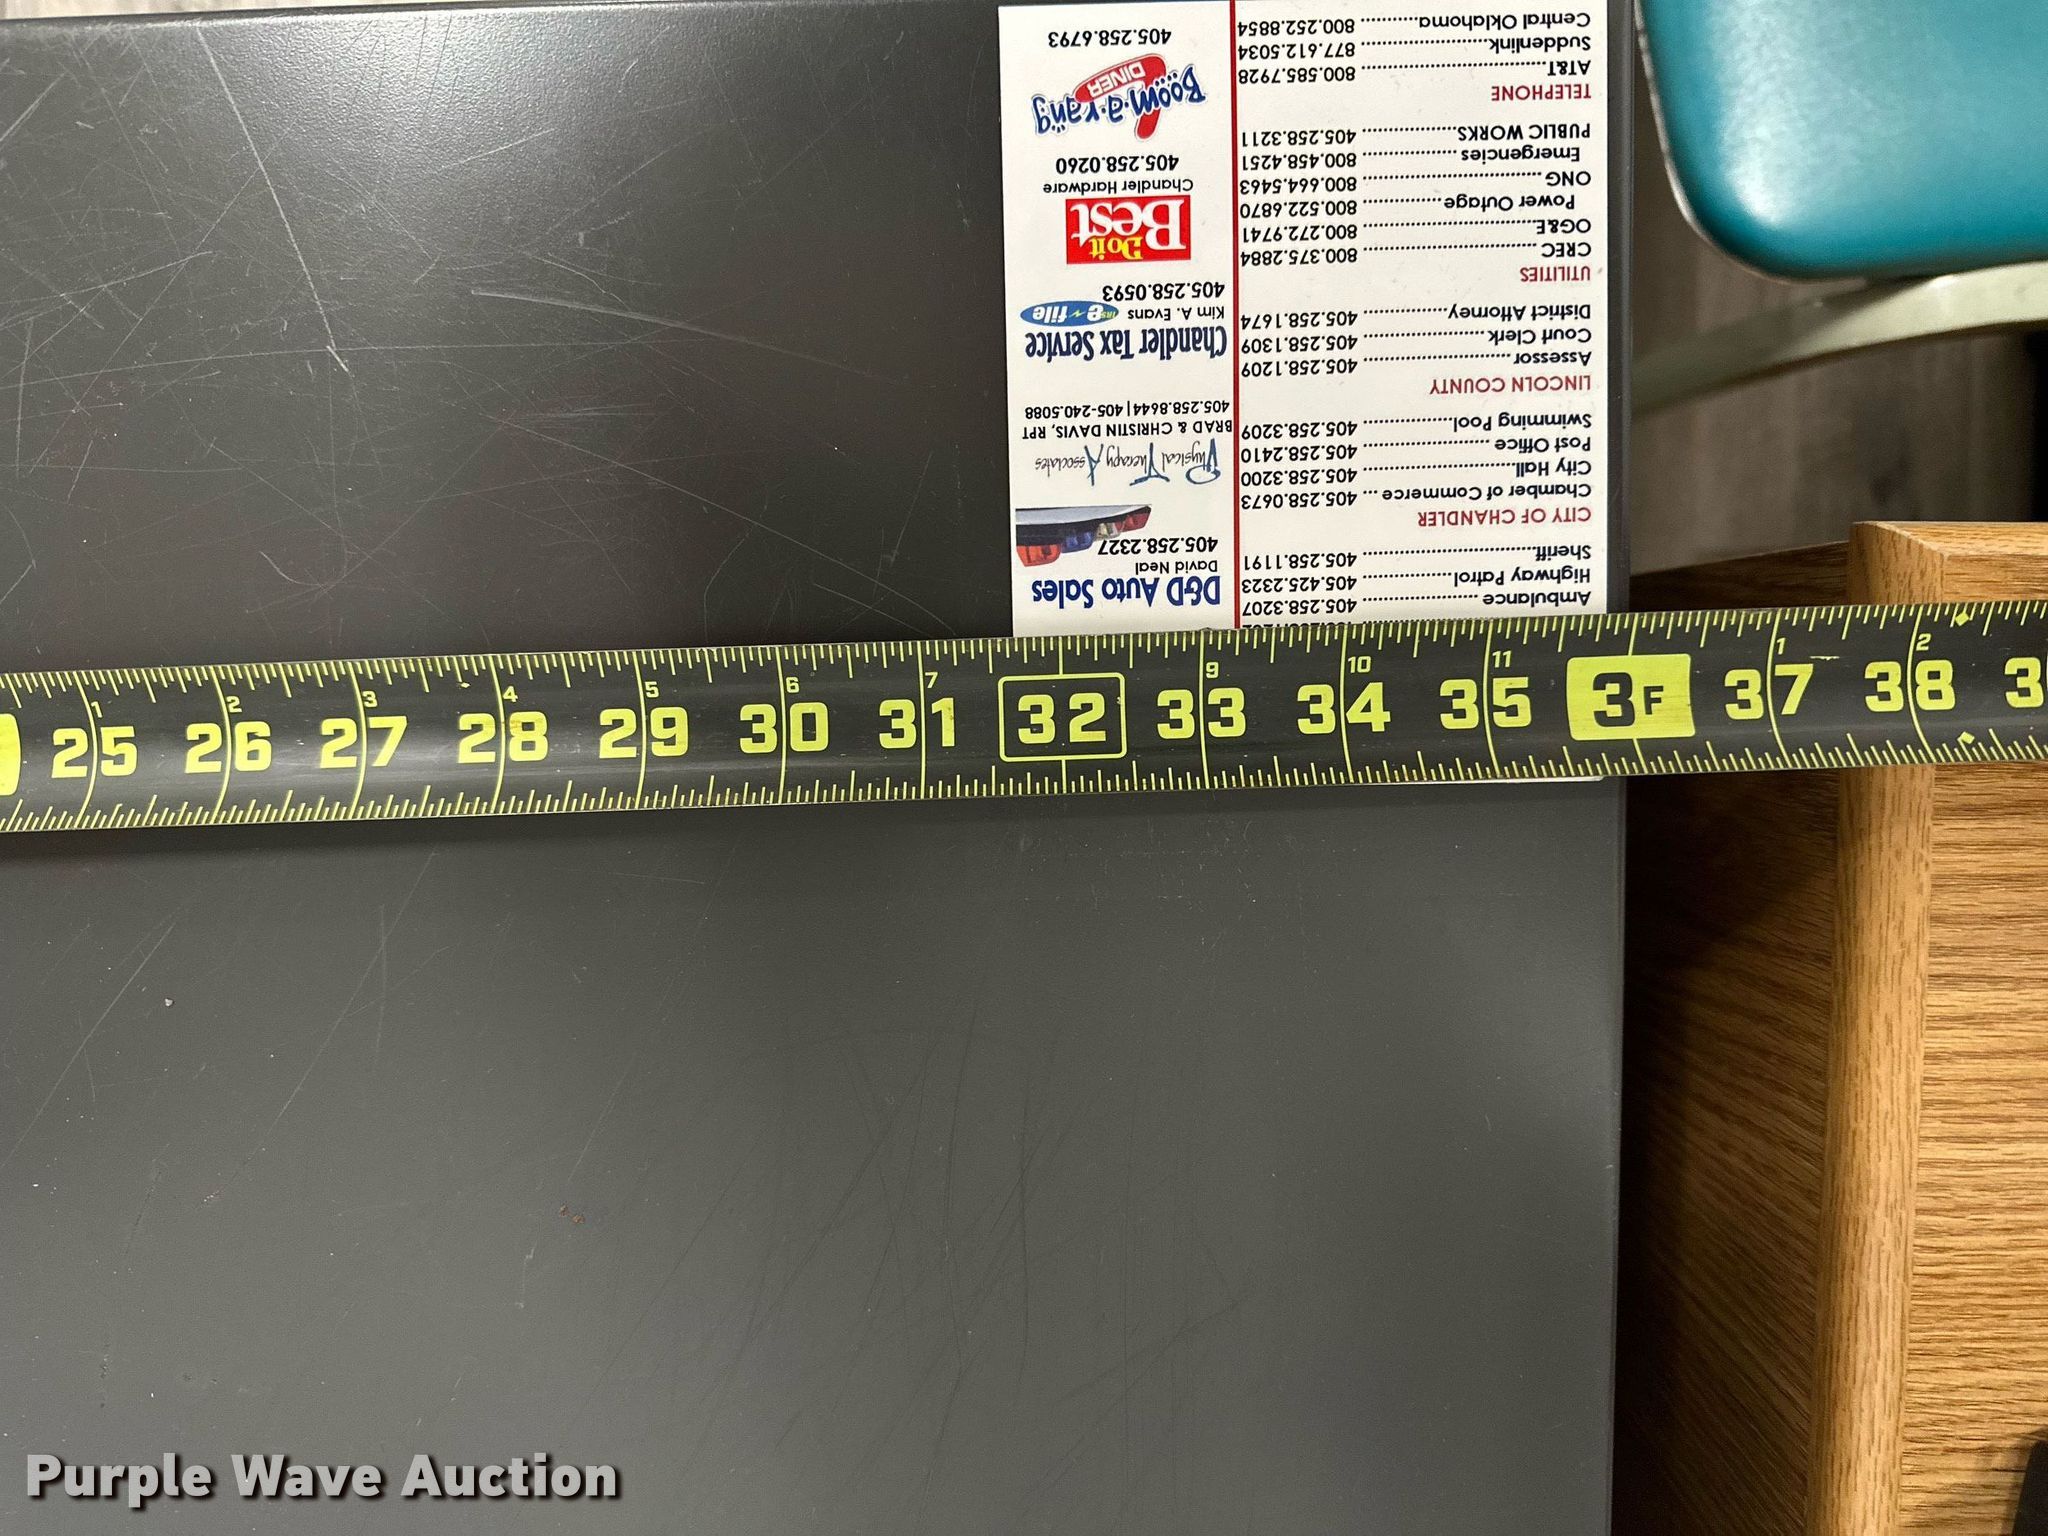 Ambulance ........................ 405.258.3207
Highway Patrol .................. 405.425.2323
Sheriff ............................... 405.258.1191
CITY OF CHANDLER
Chamber of Commerce ... 405.258.0673
City Hall ............................. 405.258.3200
Post Office ......................... 405.258.2410
Swimming Pool .................. 405.258.3209
LINCOLN COUNTY
Assessor ............................ 405.258.1209
Court Clerk ........................ 405.258.1309
District Attorney ................ 405.258.1674
UTILITIES
CREC ................................. 800.375.2884
OG&E ................................. 800.272.9741
Power Outage ................... 800.522.6870
ONG ................................... 800.664.5463
Emergencies ..................... 800.458.4251
PUBLIC WORKS .................. 405.258.3211
TELEPHONE
AT&T ................................... 800.585.7928
Suddenlink ......................... 877.612.5034
Central Oklahoma ............ 800.252.8854
D&D Auto Sales
David Neal
405.258.2327
Physical Therapy Associates
BRAD & CHRISTIN DAVIS, RPT
405.258.8644 | 405-240.5088
Chandler Tax Service
Kim A. Evans
IRS e-file
405.258.0593
Do it
Best
Chandler Hardware
405.258.0260
Boom-a-rang
DINER
405.258.6793
1 2 3 4 5 6 7 9 10 11 1 2
25 26 27 28 29 30 31 32 33 34 35 3F 37 38 3
Purple Wave Auction